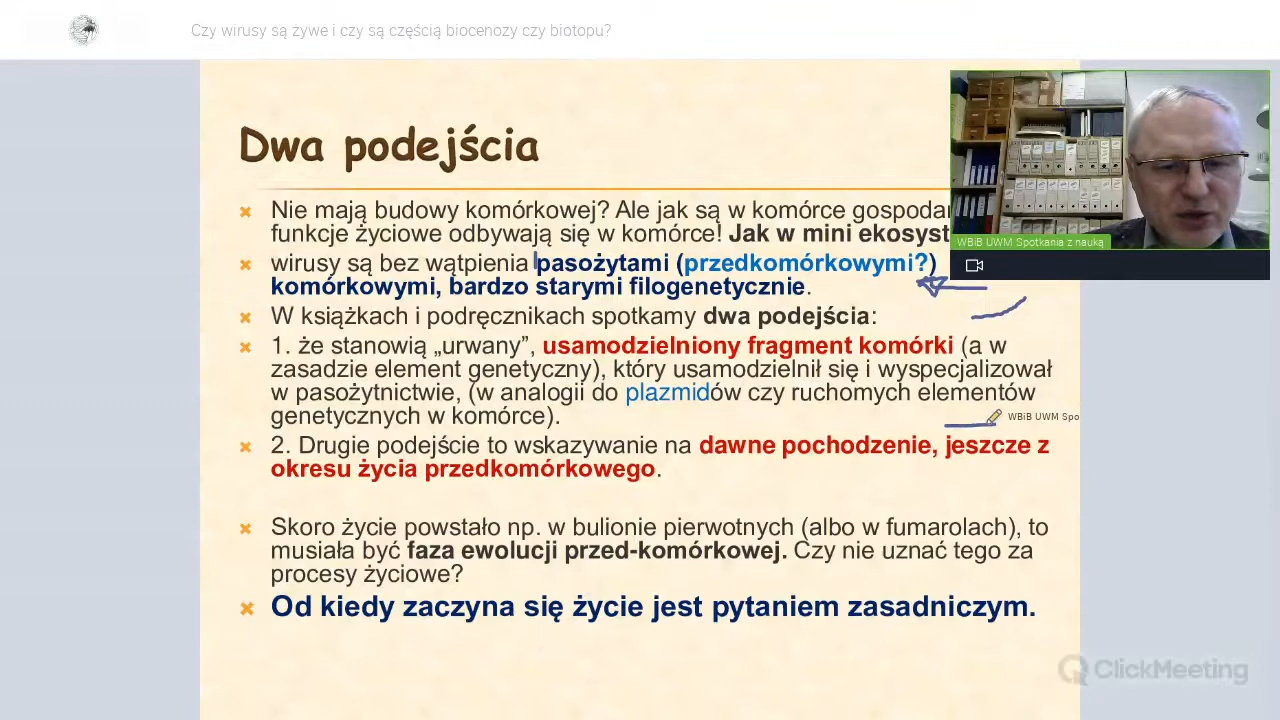 Czy wirusy są żywe i czy są częścią biocenozy czy biotopu?
Dwa podejścia
Nie mają budowy komórkowej? Ale jak są w komórce
funkcje życiowe odbywają się w komórce! Jak w mini
wirusy są bez wątpienia pasożytami (przedkomórkowymi?)
komórkowymi, bardzo starymi filogenetycznie.
W książkach i podręcznikach spotkamy dwa podejścia:
1. że stanowią „urwany”, usamodzielniony fragment komórki (a w
zasadzie element genetyczny), który usamodzielnił się i wyspecjalizował
w pasożytnictwie, (w analogii do plazmidów czy ruchomych elementów
genetycznych w komórce).
2. Drugie podejście to wskazywanie na dawne pochodzenie, jeszcze z
okresu życia przedkomórkowego.
Skoro życie powstało np. w bulionie pierwotnych (albo w fumarolach), to
musiała być faza ewolucji przed-komórkowej. Czy nie uznać tego za
procesy życiowe?
Od kiedy zaczyna się życie jest pytaniem zasadniczym.
WBiB UWM Spotkania z nauką
WBiB UWM Spo
ClickMeeting